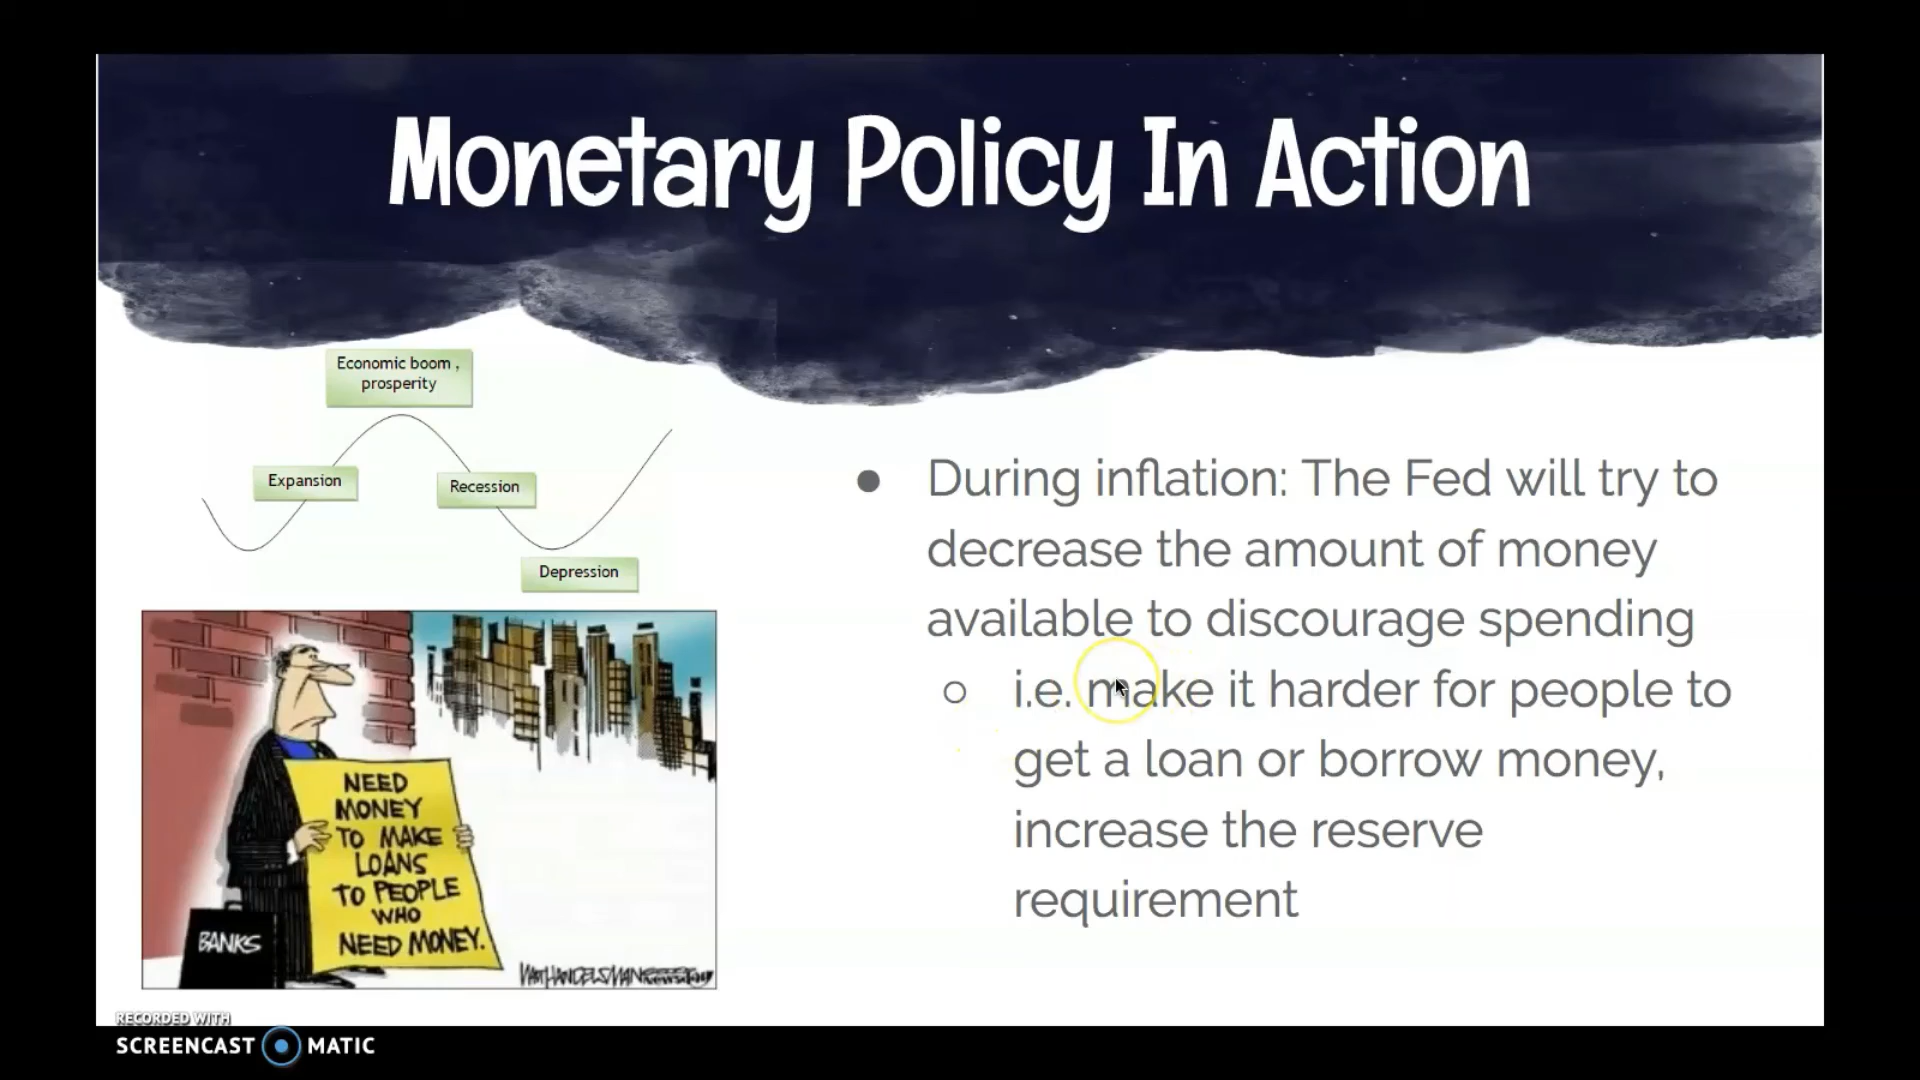 Monetary Policy In Action
Economic boom ,
prosperity
Expansion
Recession
Depression
● During inflation: The Fed will try to
decrease the amount of money
available to discourage spending
○ i.e. make it harder for people to
get a loan or borrow money,
increase the reserve
requirement
NEED
MONEY
TO MAKE
LOANS
TO PEOPLE
WHO
NEED MONEY.
BANKS
RECORDED WITH
SCREENCAST MATIC